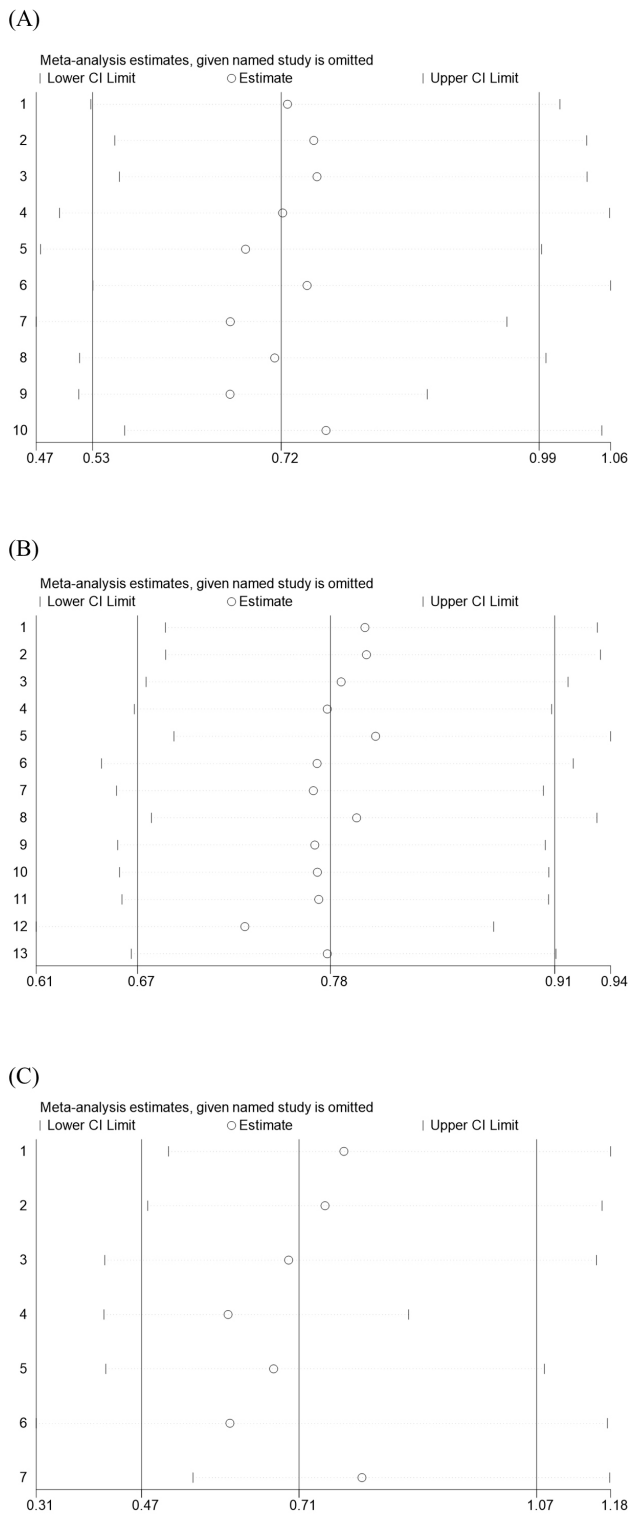 (A)
Meta-analysis estimates, given named study is omitted
Lower CI Limit Estimate Upper CI Limit
1
2
3
4
5
6
7
8
9
10
0.47 0.53 0.72 0.99 1.06
(B)
Meta-analysis estimates, given named study is omitted
Lower CI Limit Estimate Upper CI Limit
1
2
3
4
5
6
7
8
9
10
11
12
13
0.61 0.67 0.78 0.91 0.94
(C)
Meta-analysis estimates, given named study is omitted
Lower CI Limit Estimate Upper CI Limit
1
2
3
4
5
6
7
0.31 0.47 0.71 1.07 1.18